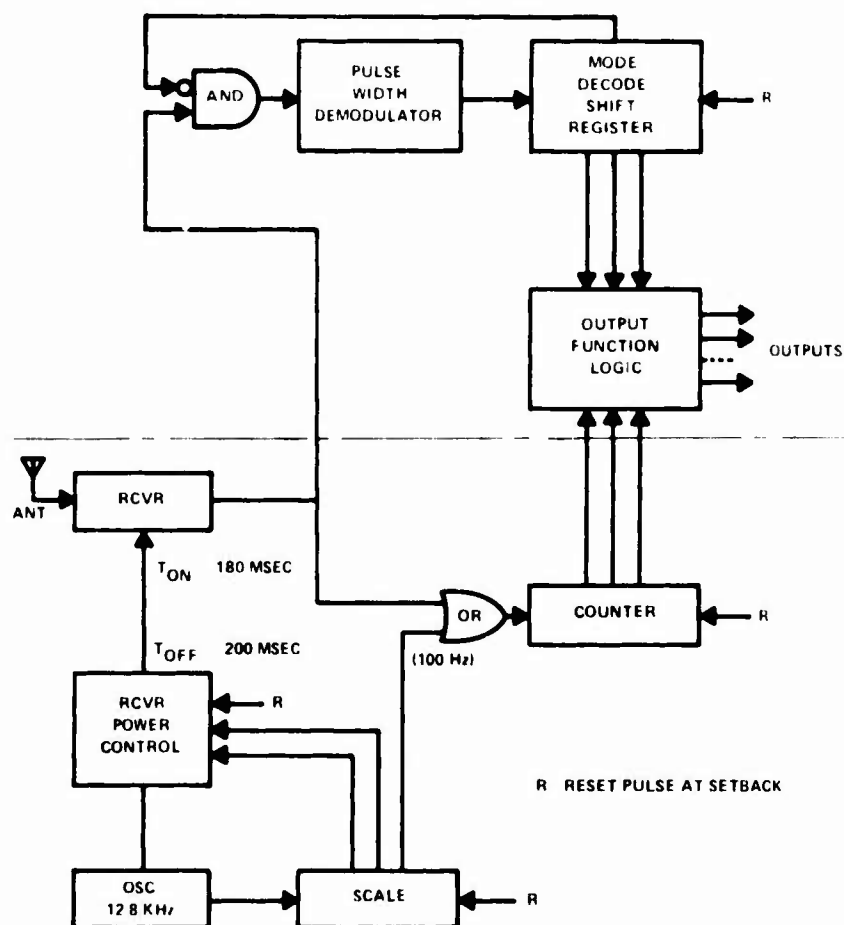 AND
PULSE
WIDTH
DEMODULATOR
MODE
DECODE
SHIFT
REGISTER
R
OUTPUT
FUNCTION
LOGIC
OUTPUTS
ANT
RCVR
TON 180 MSEC
TOFF 200 MSEC
OR
(100 Hz)
COUNTER
R
RCVR
POWER
CONTROL
R
R RESET PULSE AT SETBACK
OSC
12 8 KHz
SCALE
R